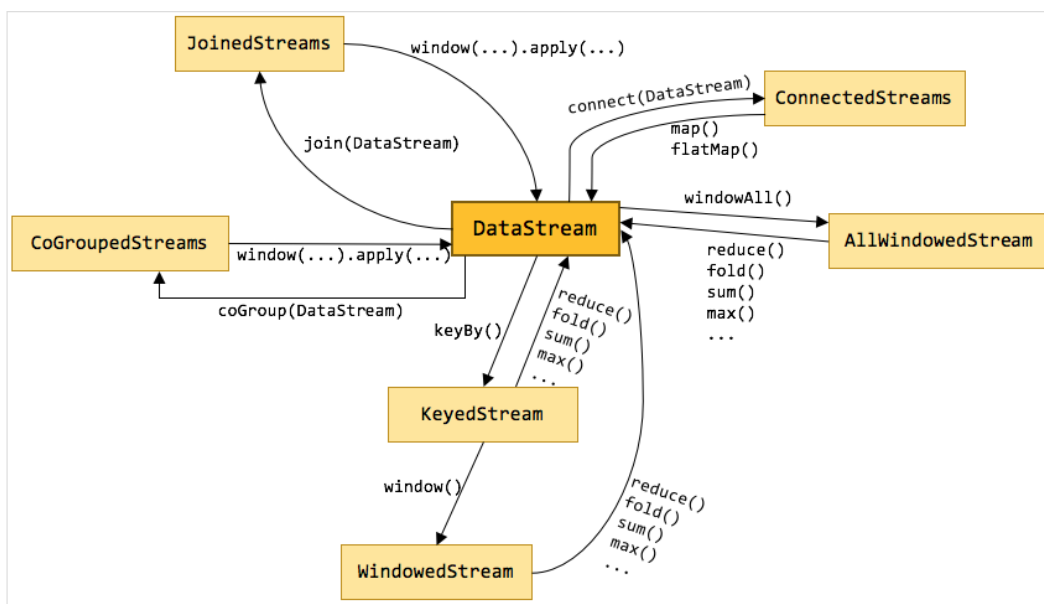 JoinedStreams
window(...).apply(...)
connect(DataStream)
ConnectedStreams
map()
flatMap()
join(DataStream)
windowAll()
DataStream
CoGroupedStreams
window(...).apply(...)
AllWindowedStream
reduce()
fold()
sum()
max()
...
coGroup(DataStream)
keyBy()
reduce()
fold()
sum()
max()
...
KeyedStream
window()
reduce()
fold()
sum()
max()
...
WindowedStream